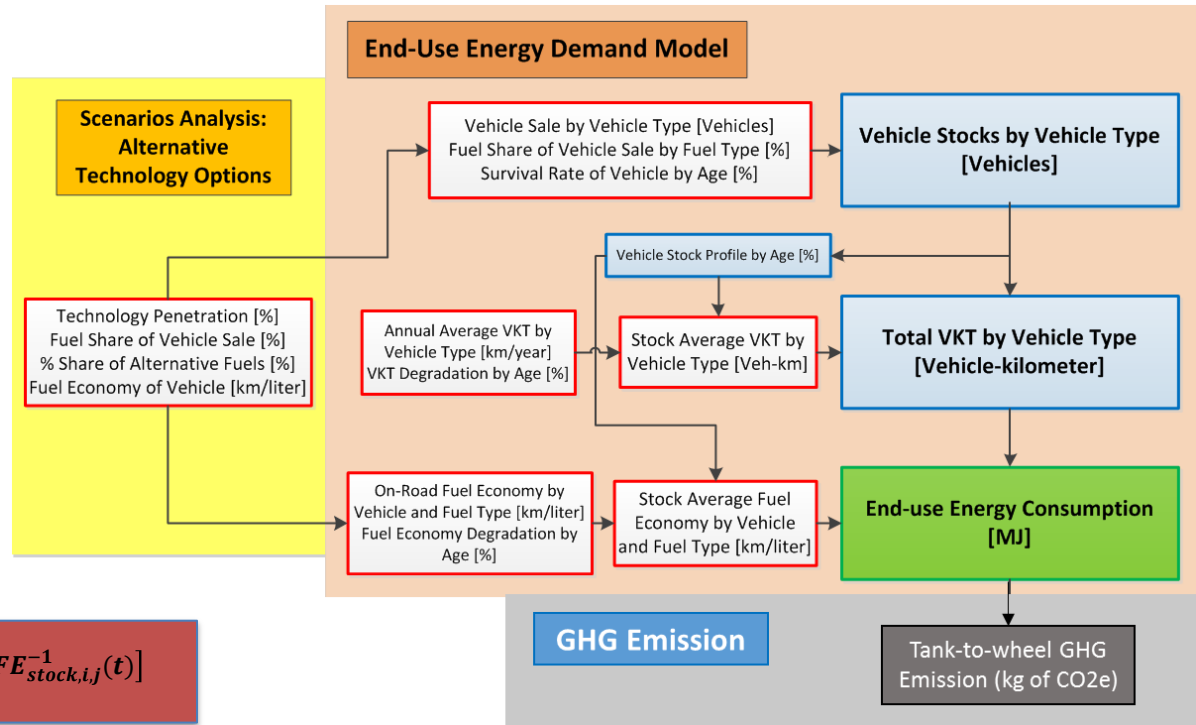 End-Use Energy Demand Model
Scenarios Analysis:
Alternative
Technology Options
Vehicle Sale by Vehicle Type [Vehicles]
Fuel Share of Vehicle Sale by Fuel Type [%]
Survival Rate of Vehicle by Age [%]
Vehicle Stocks by Vehicle Type
[Vehicles]
Vehicle Stock Profile by Age [%]
Technology Penetration [%]
Fuel Share of Vehicle Sale [%]
% Share of Alternative Fuels [%]
Fuel Economy of Vehicle [km/liter]
Annual Average VKT by
Vehicle Type [km/year]
VKT Degradation by Age [%]
Stock Average VKT by
Vehicle Type [Veh-km]
Total VKT by Vehicle Type
[Vehicle-kilometer]
On-Road Fuel Economy by
Vehicle and Fuel Type [km/liter]
Fuel Economy Degradation by
Age [%]
Stock Average Fuel
Economy by Vehicle
and Fuel Type [km/liter]
End-use Energy Consumption
[MJ]
GHG Emission
Tank-to-wheel GHG
Emission (kg of CO2e)
FE⁻¹stock,i,j(t)]